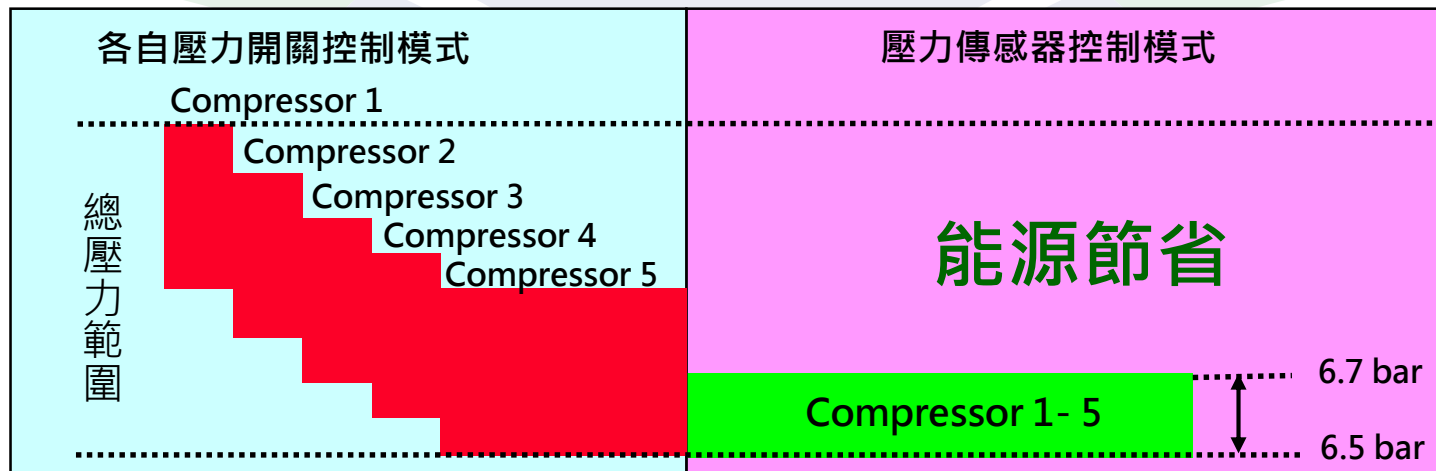 各自壓力開關控制模式
Compressor 1
Compressor 2
Compressor 3
Compressor 4
Compressor 5
總壓力範圍
壓力傳感器控制模式
能源節省
Compressor 1- 5
6.7 bar
6.5 bar